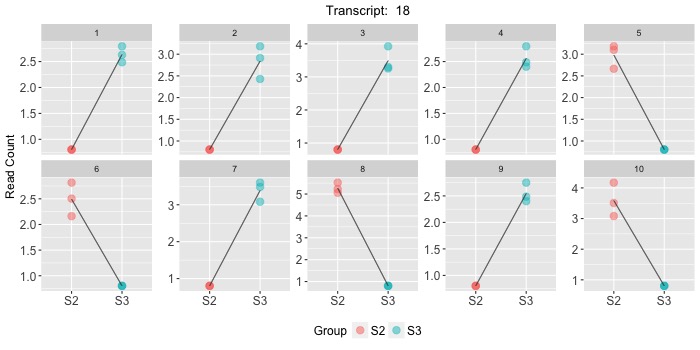 Transcript: 18
1 2 3 4 5
2.5 3.0 4 2.5 3.0
2.5 3 2.5
2.0 2.0 2.0
2.0 2.0
1.5 1.5 2 1.5 1.5
1.0 1.0 1 1.0 1.0
Read Count
6 7 8 9 10
2.5 3 5 2.5 4
4
2.0 2.0 3
3
1.5 2 2 1.5 2
1.0 1 1 1.0 1
S2 S3 S2 S3 S2 S3 S2 S3 S2 S3
Group S2 S3